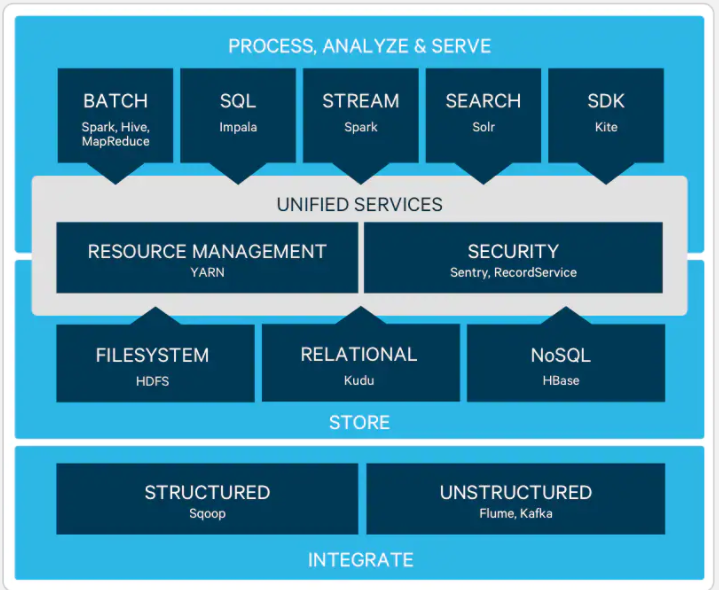 PROCESS, ANALYZE & SERVE
BATCH
Spark, Hive,
MapReduce
SQL
Impala
STREAM
Spark
SEARCH
Solr
SDK
Kite
UNIFIED SERVICES
RESOURCE MANAGEMENT
YARN
SECURITY
Sentry, RecordService
FILESYSTEM
HDFS
RELATIONAL
Kudu
NoSQL
HBase
STORE
STRUCTURED
Sqoop
UNSTRUCTURED
Flume, Kafka
INTEGRATE